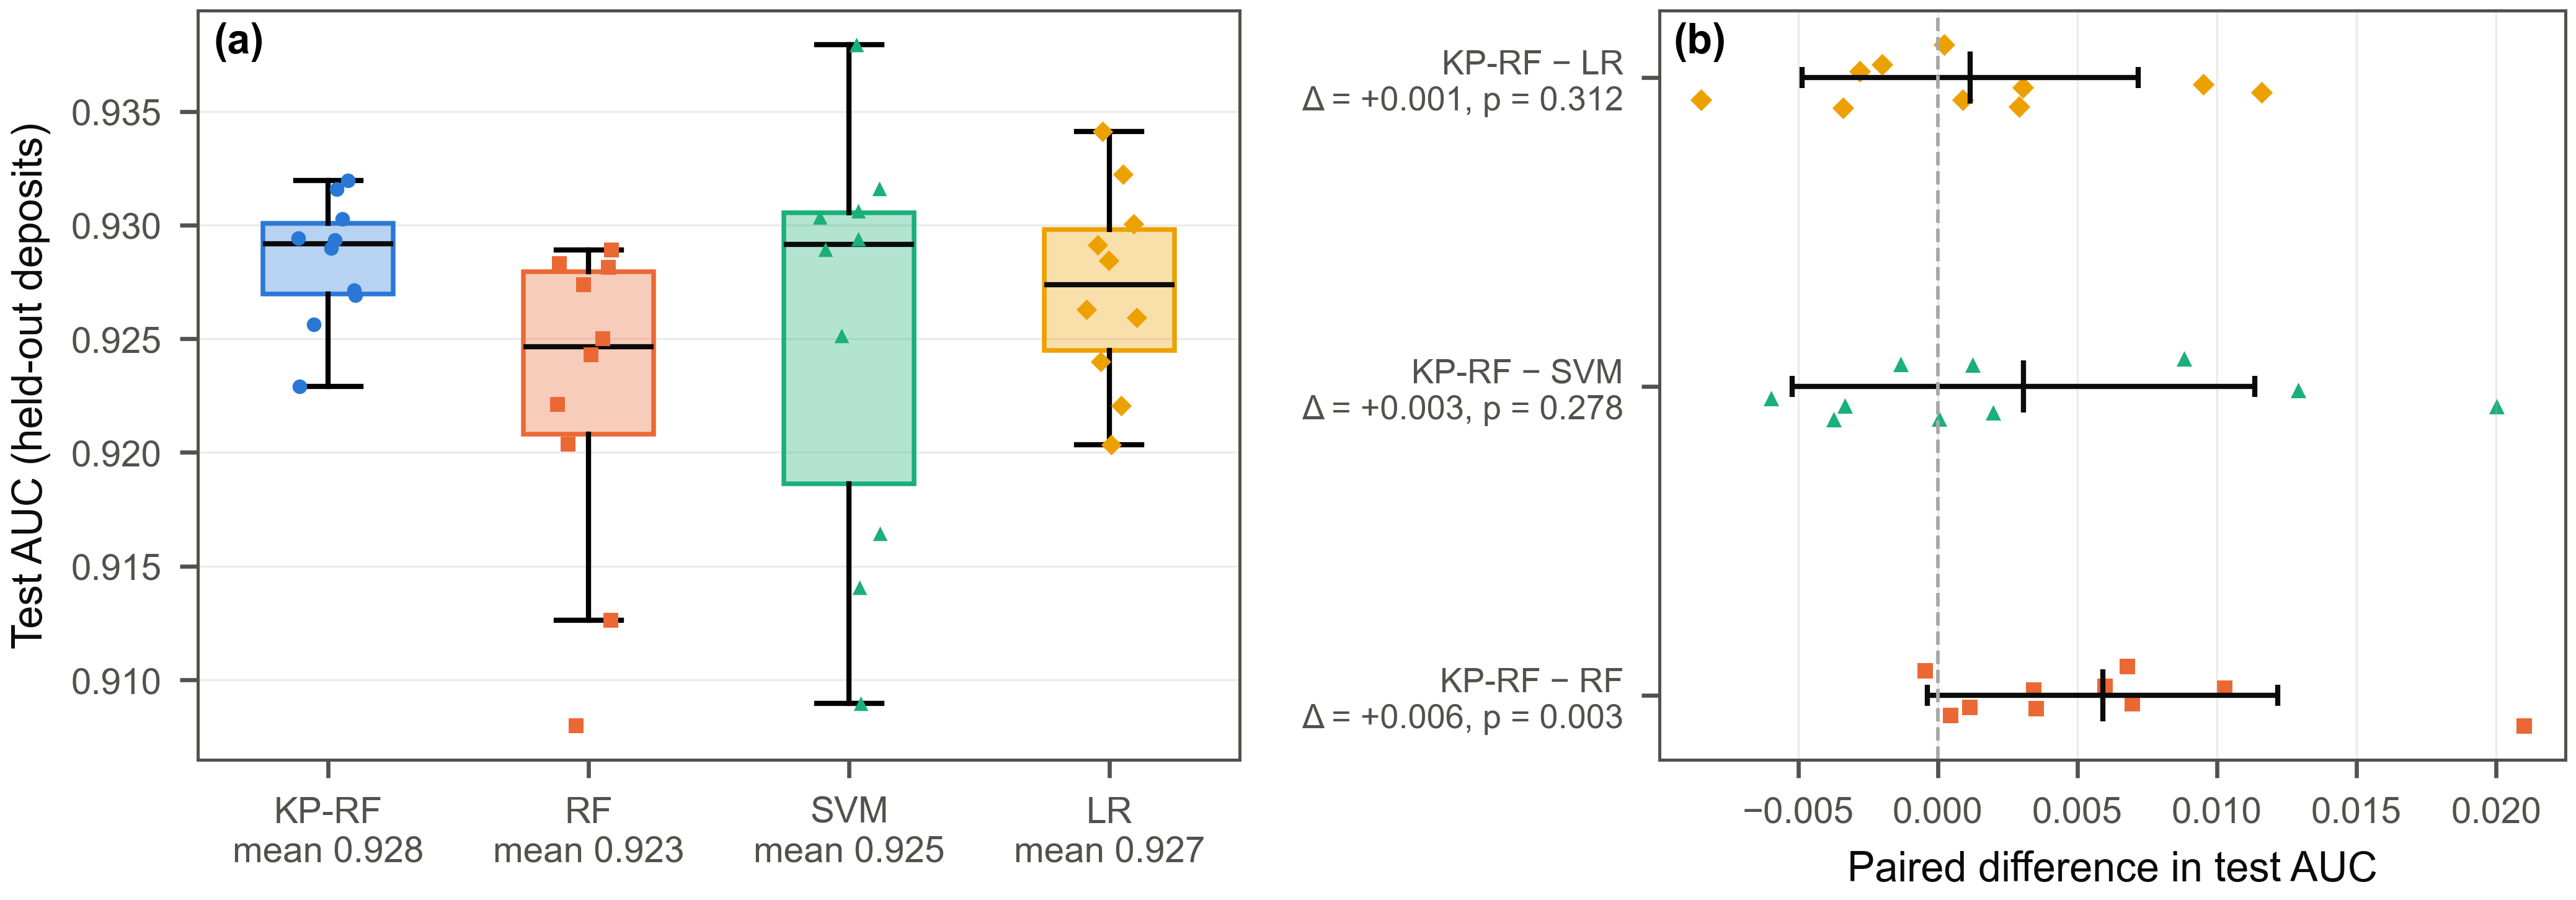 (a)
Test AUC (held-out deposits)
0.935
0.930
0.925
0.920
0.915
0.910
KP-RF
mean 0.928
RF
mean 0.923
SVM
mean 0.925
LR
mean 0.927
(b)
KP-RF − LR
Δ = +0.001, p = 0.312
KP-RF − SVM
Δ = +0.003, p = 0.278
KP-RF − RF
Δ = +0.006, p = 0.003
−0.005 0.000 0.005 0.010 0.015 0.020
Paired difference in test AUC